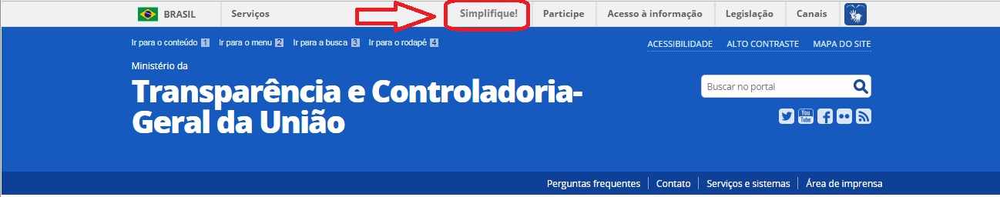 BRASIL Serviços Simplifique! Participe Acesso à informação Legislação Canais
Ir para o conteúdo 1 Ir para o menu 2 Ir para a busca 3 Ir para o rodapé 4 ACESSIBILIDADE ALTO CONTRASTE MAPA DO SITE
Ministério da
Transparência e Controladoria-
Geral da União
Buscar no portal
You
Tube
Perguntas frequentes Contato Serviços e sistemas Área de imprensa